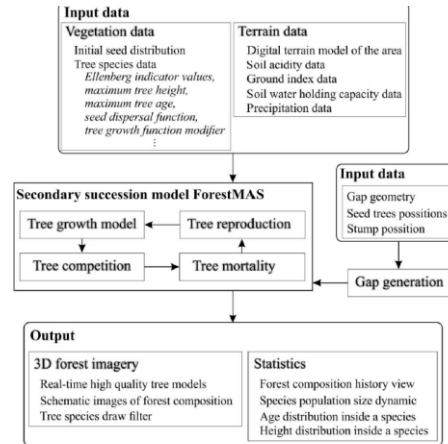 Input data
Vegetation data
Initial seed distribution
Tree species data
Ellenberg indicator values,
maximum tree height,
maximum tree age,
seed dispersal function,
tree growth function modifier
⋮
Terrain data
Digital terrain model of the area
Soil acidity data
Ground index data
Soil water holding capacity data
Precipitation data
Input data
Gap geometry
Seed trees possitions
Stump possition
Secondary succession model ForestMAS
Tree growth model
Tree reproduction
Tree competition
Tree mortality
Gap generation
Output
3D forest imagery
Real-time high quality tree models
Schematic images of forest composition
Tree species draw filter
Statistics
Forest composition history view
Species population size dynamic
Age distribution inside a species
Height distribution inside a species